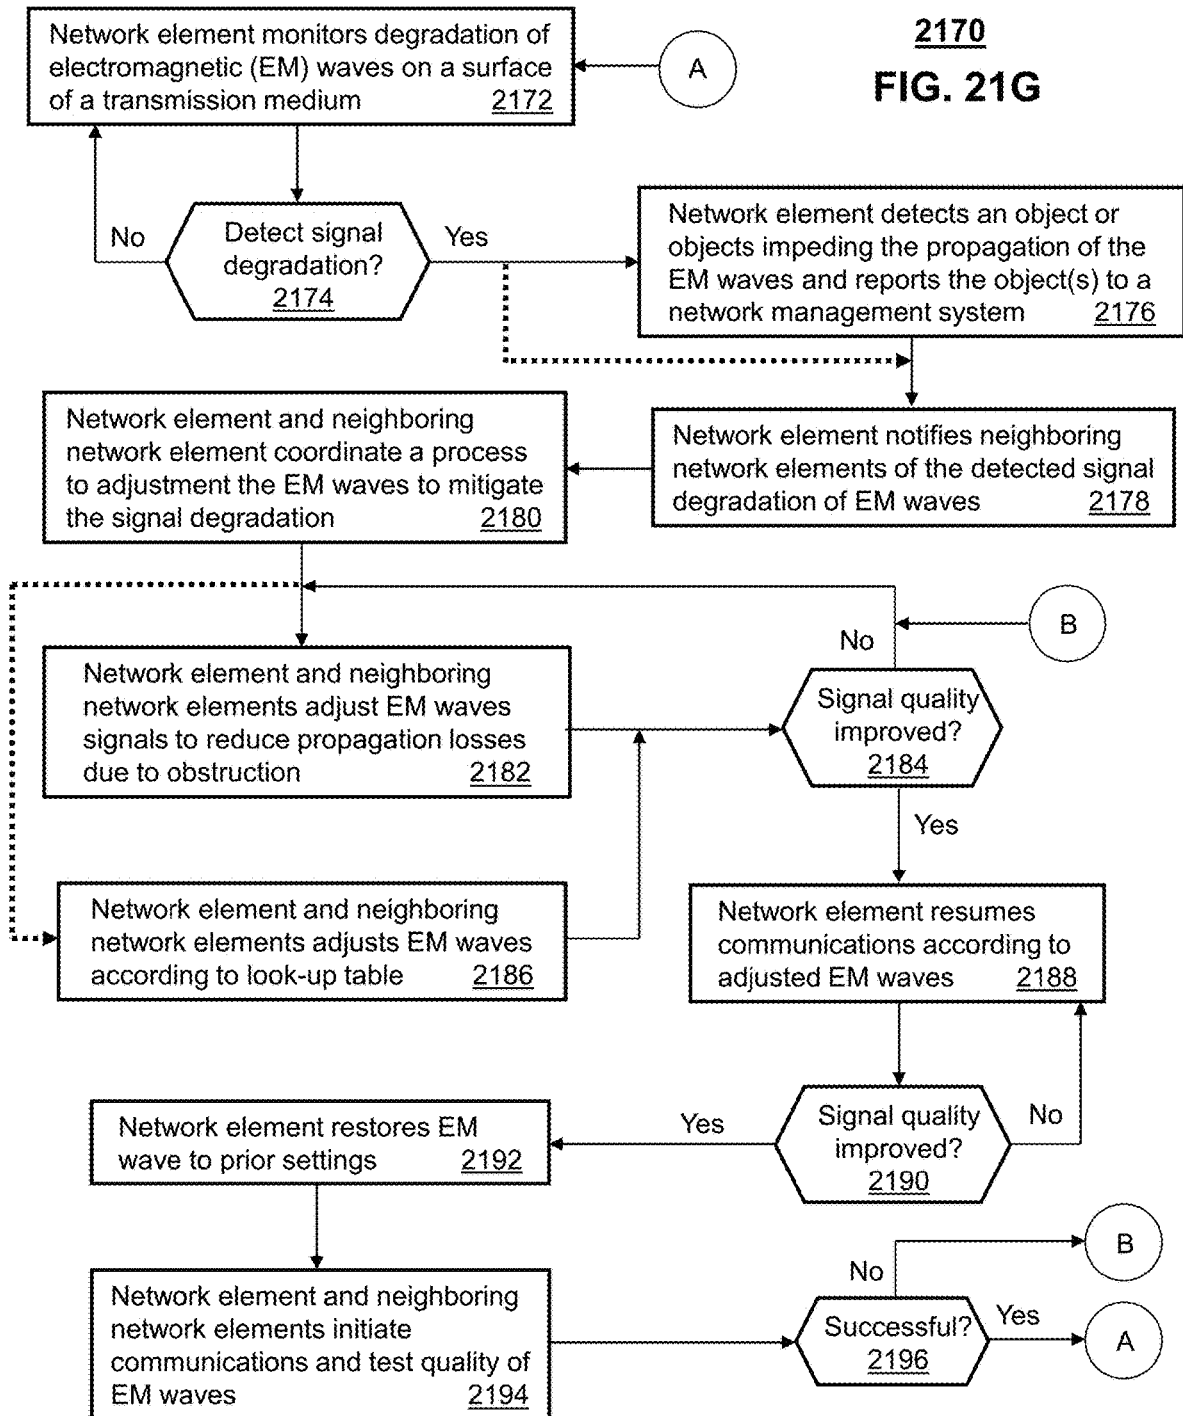 2170
FIG. 21G
Network element monitors degradation of
electromagnetic (EM) waves on a surface
of a transmission medium 2172
A
No
Detect signal
degradation?
2174
Yes
Network element detects an object or
objects impeding the propagation of the
EM waves and reports the object(s) to a
network management system 2176
Network element and neighboring
network element coordinate a process
to adjustment the EM waves to mitigate
the signal degradation 2180
Network element notifies neighboring
network elements of the detected signal
degradation of EM waves 2178
No
B
Network element and neighboring
network elements adjust EM waves
signals to reduce propagation losses
due to obstruction 2182
Signal quality
improved?
2184
Yes
Network element and neighboring
network elements adjusts EM waves
according to look-up table 2186
Network element resumes
communications according to
adjusted EM waves 2188
Network element restores EM
wave to prior settings 2192
Yes
Signal quality
improved?
2190
No
Network element and neighboring
network elements initiate
communications and test quality of
EM waves 2194
No
B
Successful?
2196
Yes
A